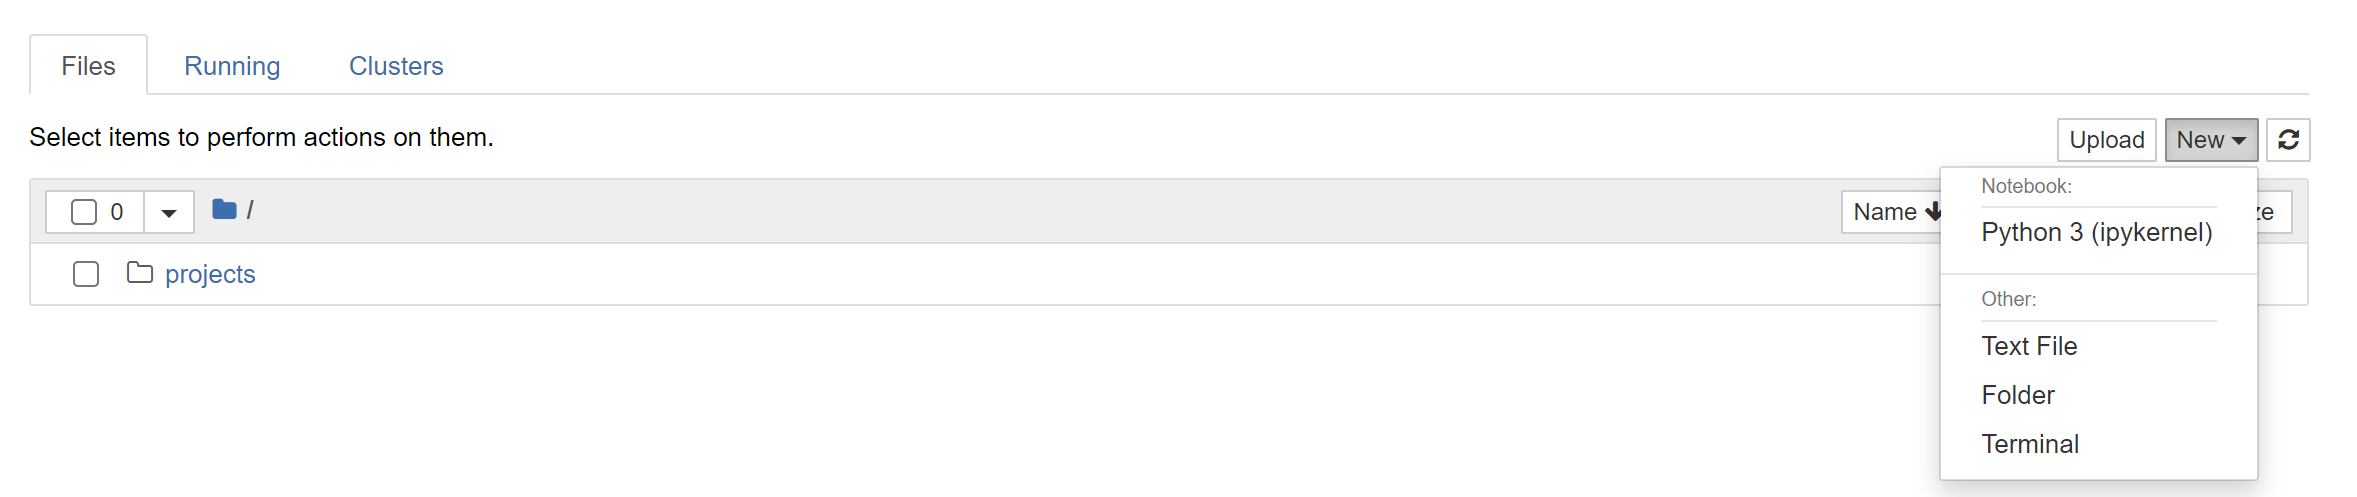 Files Running Clusters
Select items to perform actions on them.
Upload New
0 /
Name
Notebook:
Python 3 (ipykernel)
projects
Other:
Text File
Folder
Terminal